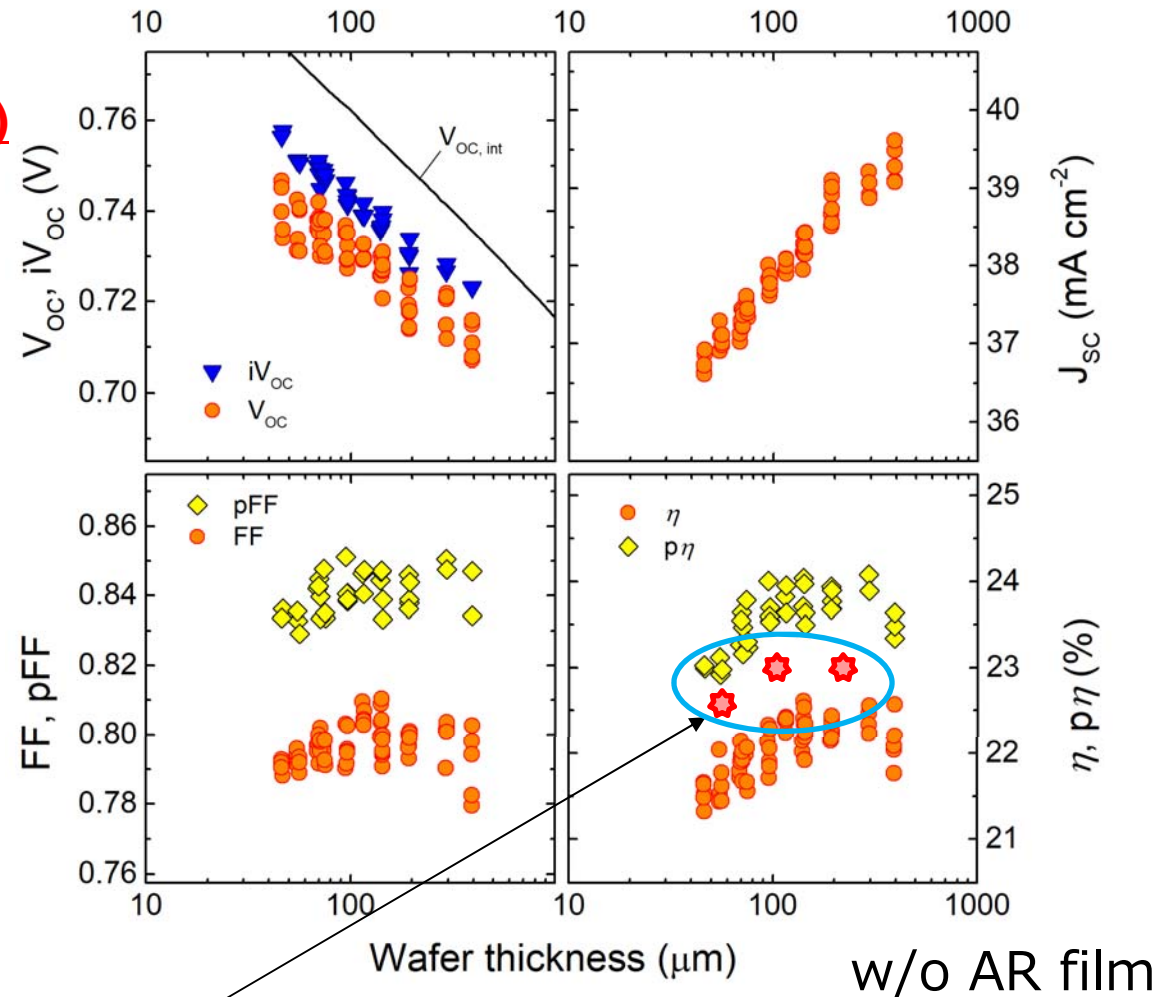 10 100 10 100 1000
)
0.76
0.74
0.72
0.70
V_OC, iV_OC (V)
V_OC, int
iV_OC
V_OC
40
39
38
37
36
J_SC (mA cm⁻²)
0.86
0.84
0.82
0.80
0.78
0.76
FF, pFF
pFF
FF
η
pη
25
24
23
22
21
η, pη (%)
10 100 10 100 1000
Wafer thickness (μm)
w/o AR film